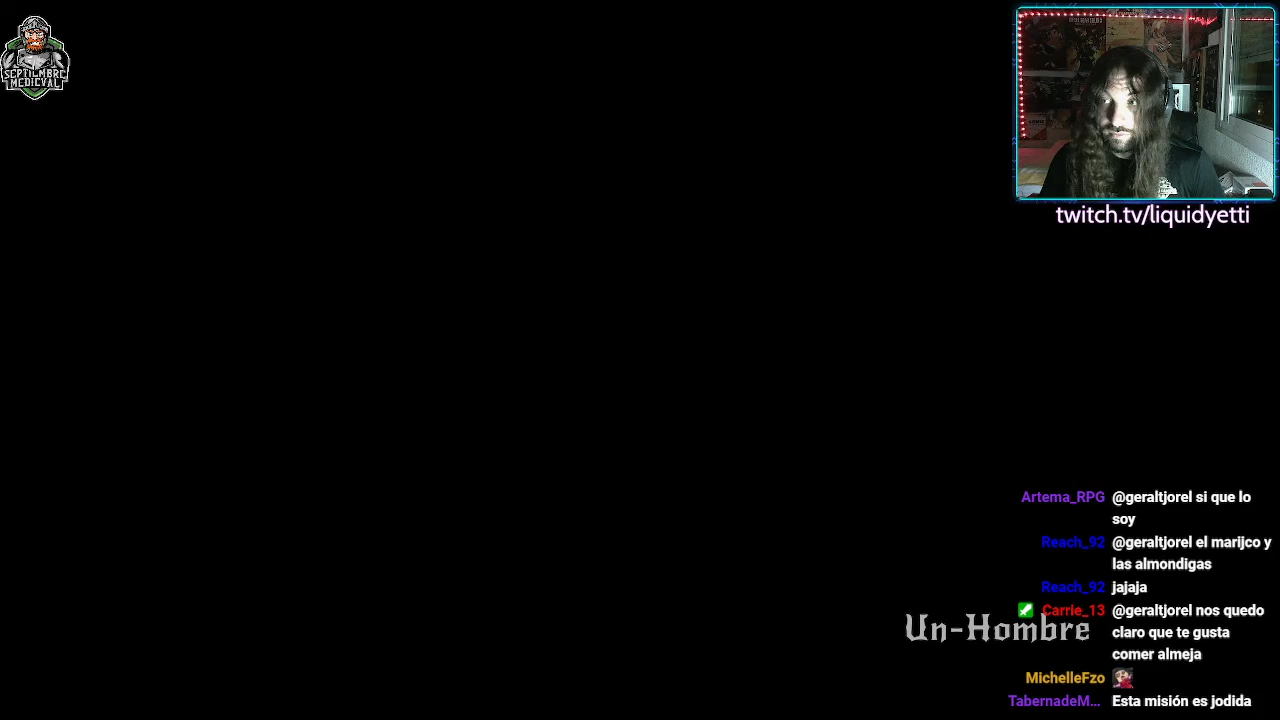 SEPTIEMBRE
MEDIEVAL
twitch.tv/liquidyetti
Artema_RPG @geraltjorel si que lo
soy
Reach_92 @geraltjorel el marijco y
las almondigas
Reach_92 jajaja
Carrie_13 @geraltjorel nos quedo
claro que te gusta
comer almeja
Un-Hombre
MichelleFzo
TabernadeM... Esta misión es jodida